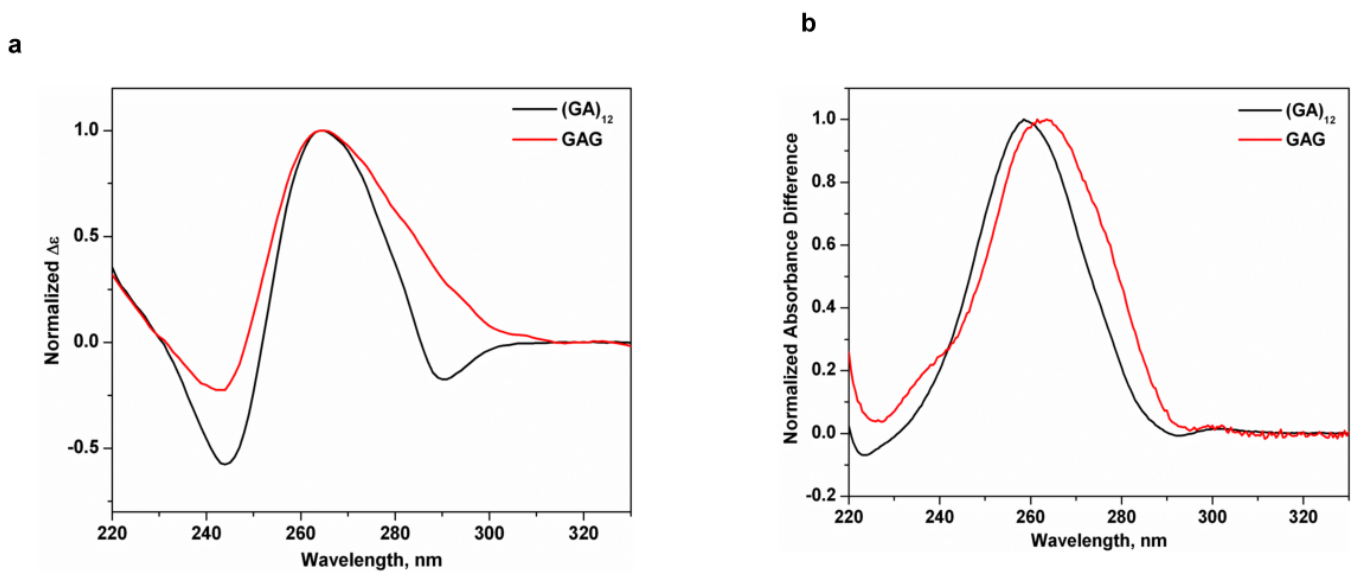 a
1.0
0.5
0.0
-0.5
Normalized Δε
(GA)12
GAG
220 240 260 280 300 320
Wavelength, nm
b
1.0
0.8
0.6
0.4
0.2
0.0
-0.2
Normalized Absorbance Difference
(GA)12
GAG
220 240 260 280 300 320
Wavelength, nm